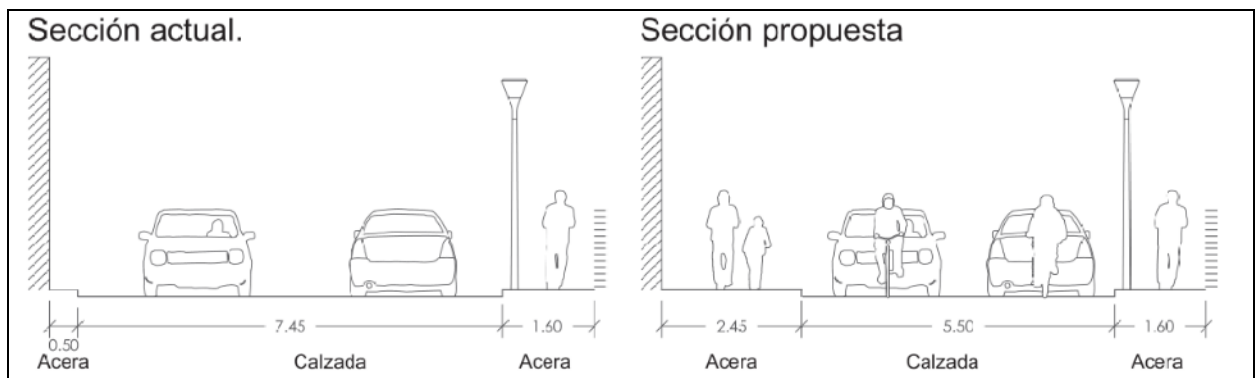 Sección actual.
0.50
7.45
1.60
Acera
Calzada
Acera
Sección propuesta
2.45
5.50
1.60
Acera
Calzada
Acera